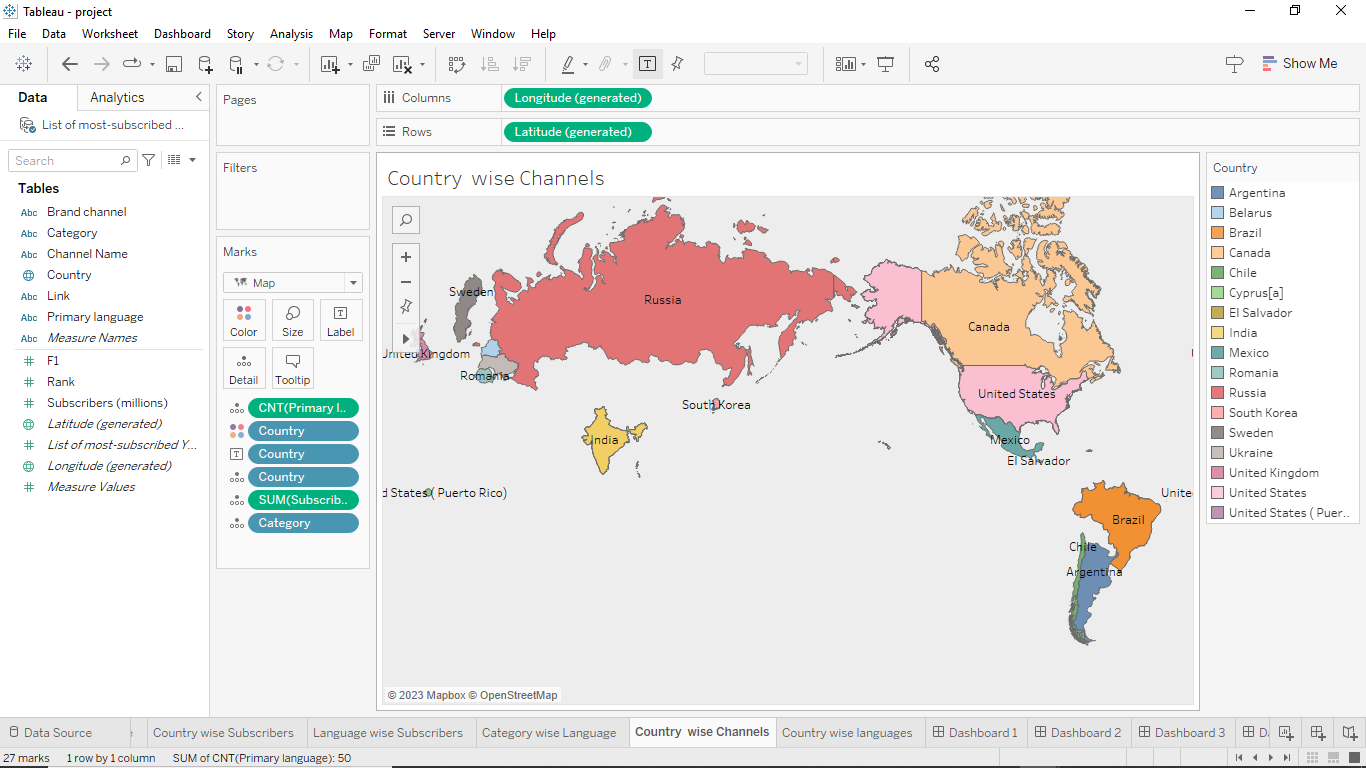 Tableau - project
File Data Worksheet Dashboard Story Analysis Map Format Server Window Help
Show Me
Data Analytics
List of most-subscribed ...
Search
Tables
Abc Brand channel
Abc Category
Abc Channel Name
Country
Abc Link
Abc Primary language
Abc Measure Names
F1
Rank
Subscribers (millions)
Latitude (generated)
List of most-subscribed Y...
Longitude (generated)
Measure Values
Pages
Filters
Marks
Map
Color Size Label
Detail Tooltip
CNT(Primary l..
Country
Country
Country
SUM(Subscrib..
Category
Columns Longitude (generated)
Rows Latitude (generated)
Country wise Channels
Sweden
Russia
Canada
United Kingdom
Romania
United States
South Korea
India
Mexico
El Salvador
d States ( Puerto Rico)
Unite
Brazil
Chile
Argentina
© 2023 Mapbox © OpenStreetMap
Country
Argentina
Belarus
Brazil
Canada
Chile
Cyprus[a]
El Salvador
India
Mexico
Romania
Russia
South Korea
Sweden
Ukraine
United Kingdom
United States
United States ( Puer..
Data Source Country wise Subscribers Language wise Subscribers Category wise Language Country wise Channels Country wise languages Dashboard 1 Dashboard 2 Dashboard 3
27 marks 1 row by 1 column SUM of CNT(Primary language): 50